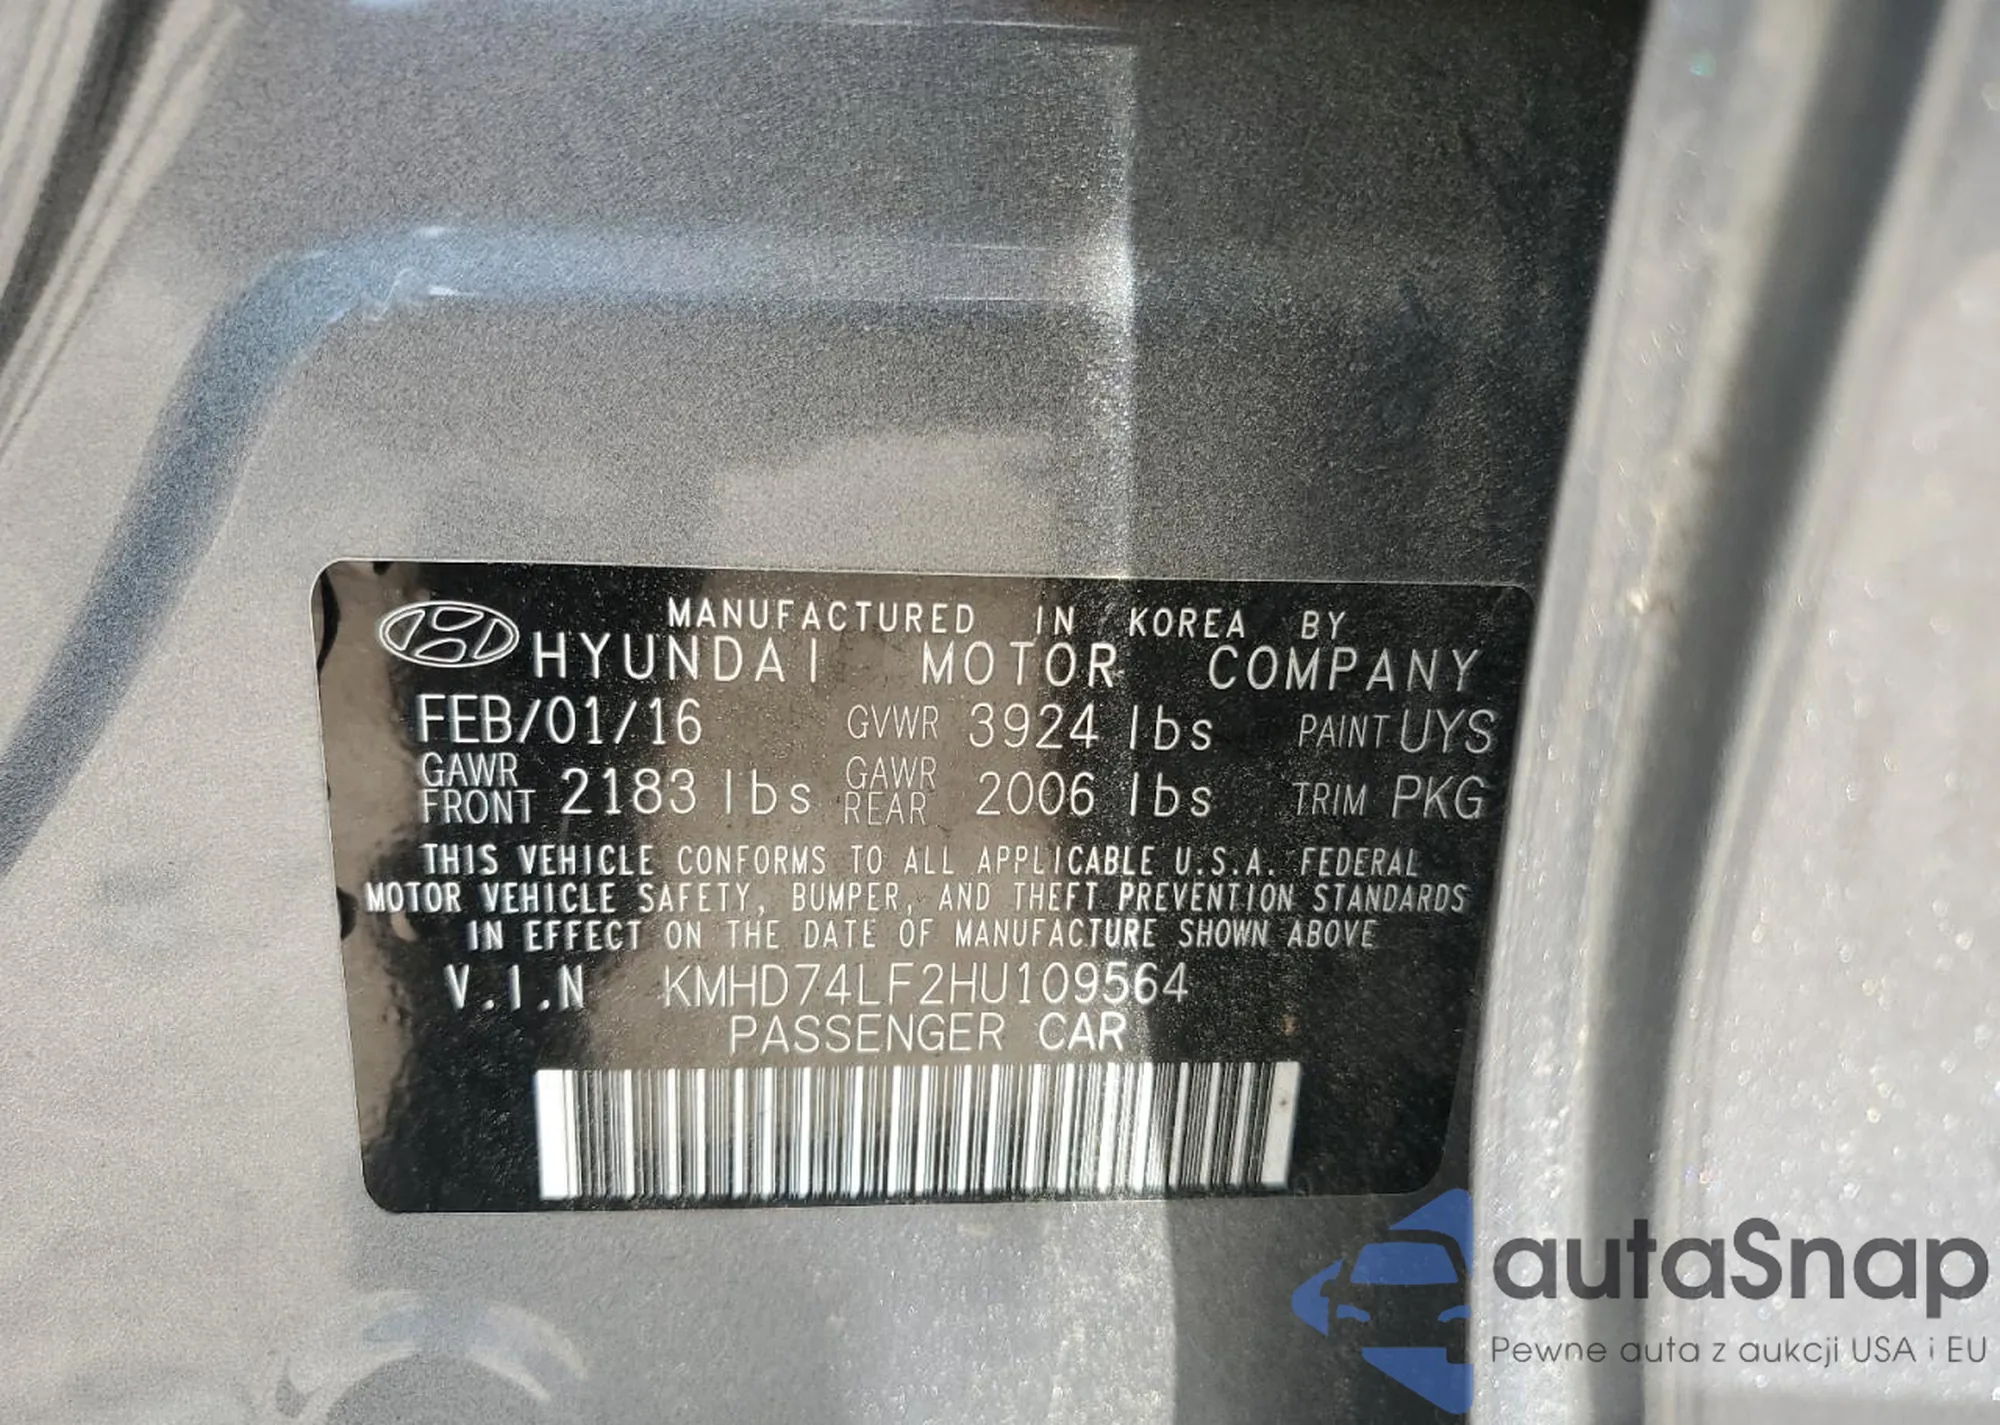 MANUFACTURED IN KOREA BY
HYUNDAI MOTOR COMPANY
FEB/01/16 GVWR 3924 lbs PAINT UYS
GAWR FRONT 2183 lbs GAWR REAR 2006 lbs TRIM PKG
THIS VEHICLE CONFORMS TO ALL APPLICABLE U.S.A. FEDERAL
MOTOR VEHICLE SAFETY, BUMPER, AND THEFT PREVENTION STANDARDS
IN EFFECT ON THE DATE OF MANUFACTURE SHOWN ABOVE
V.I.N KMHD74LF2HU109564
PASSENGER CAR
autaSnap
Pewne auta z aukcji USA i EU